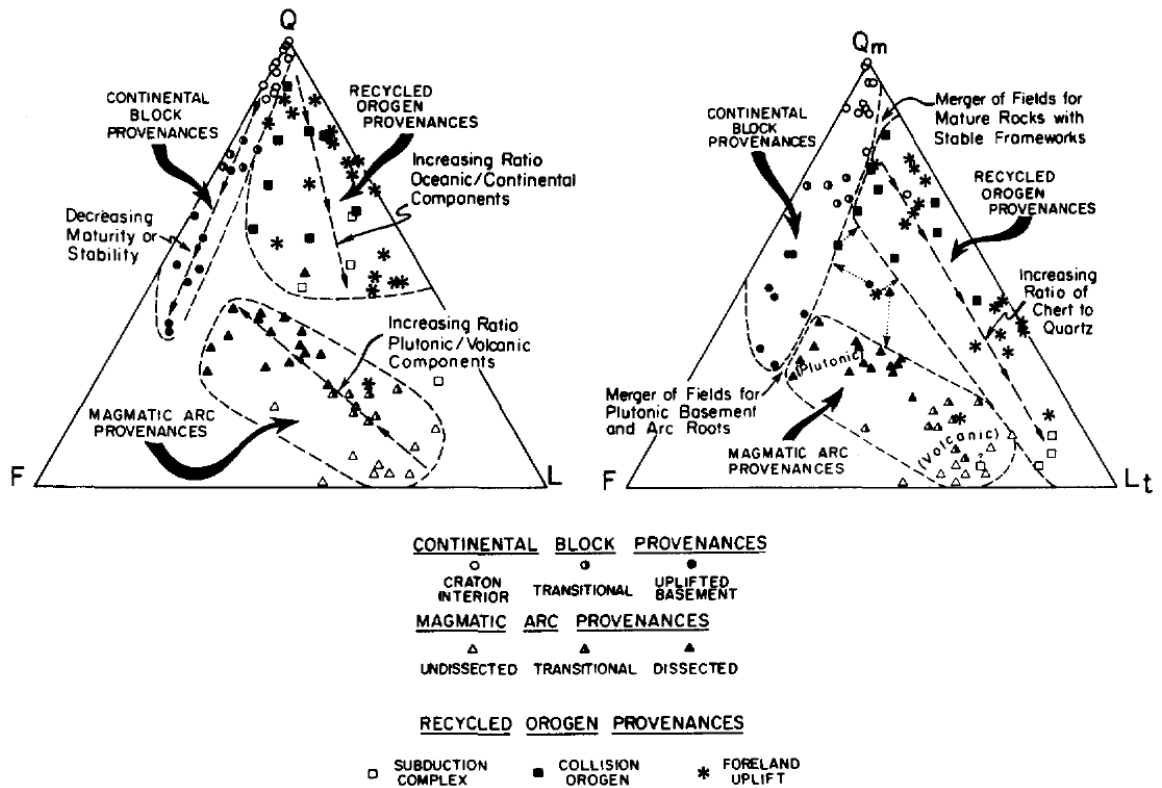 Q
CONTINENTAL
BLOCK
PROVENANCES
RECYCLED
OROGEN
PROVENANCES
Increasing Ratio
Oceanic/Continental
Components
Decreasing
Maturity or
Stability
Increasing Ratio
Plutonic/Volcanic
Components
MAGMATIC ARC
PROVENANCES
F
L
Qm
CONTINENTAL
BLOCK
PROVENANCES
Merger of Fields for
Mature Rocks with
Stable Frameworks
RECYCLED
OROGEN
PROVENANCES
Increasing
Ratio of
Chert to
Quartz
(Plutonic)
Merger of Fields for
Plutonic Basement
and Arc Roots
MAGMATIC ARC
PROVENANCES
(Volcanic)
?
F
Lt
CONTINENTAL BLOCK PROVENANCES
CRATON INTERIOR
TRANSITIONAL
UPLIFTED BASEMENT
MAGMATIC ARC PROVENANCES
UNDISSECTED TRANSITIONAL DISSECTED
RECYCLED OROGEN PROVENANCES
SUBDUCTION COMPLEX
COLLISION OROGEN
FORELAND UPLIFT